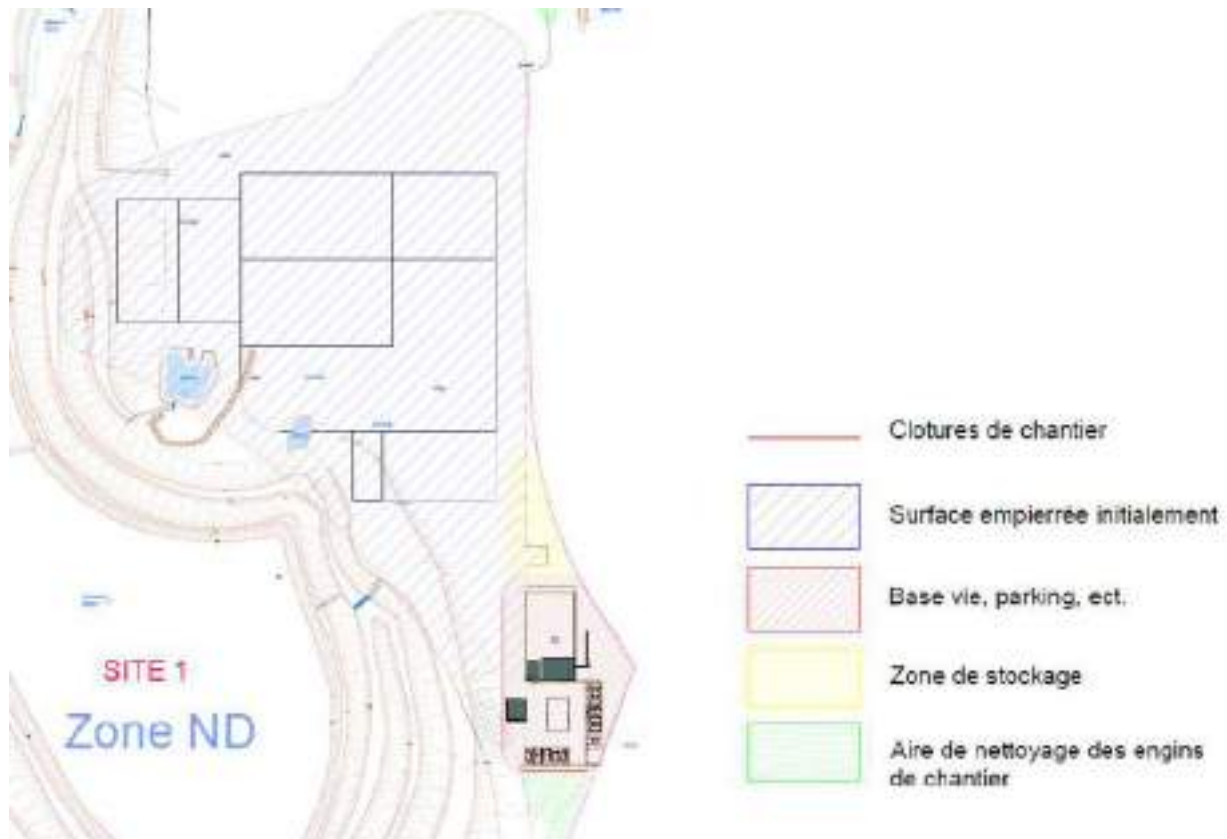 SITE 1
Zone ND
Clotures de chantier
Surface empierrée initialement
Base vie, parking, ect.
Zone de stockage
Aire de nettoyage des engins
de chantier